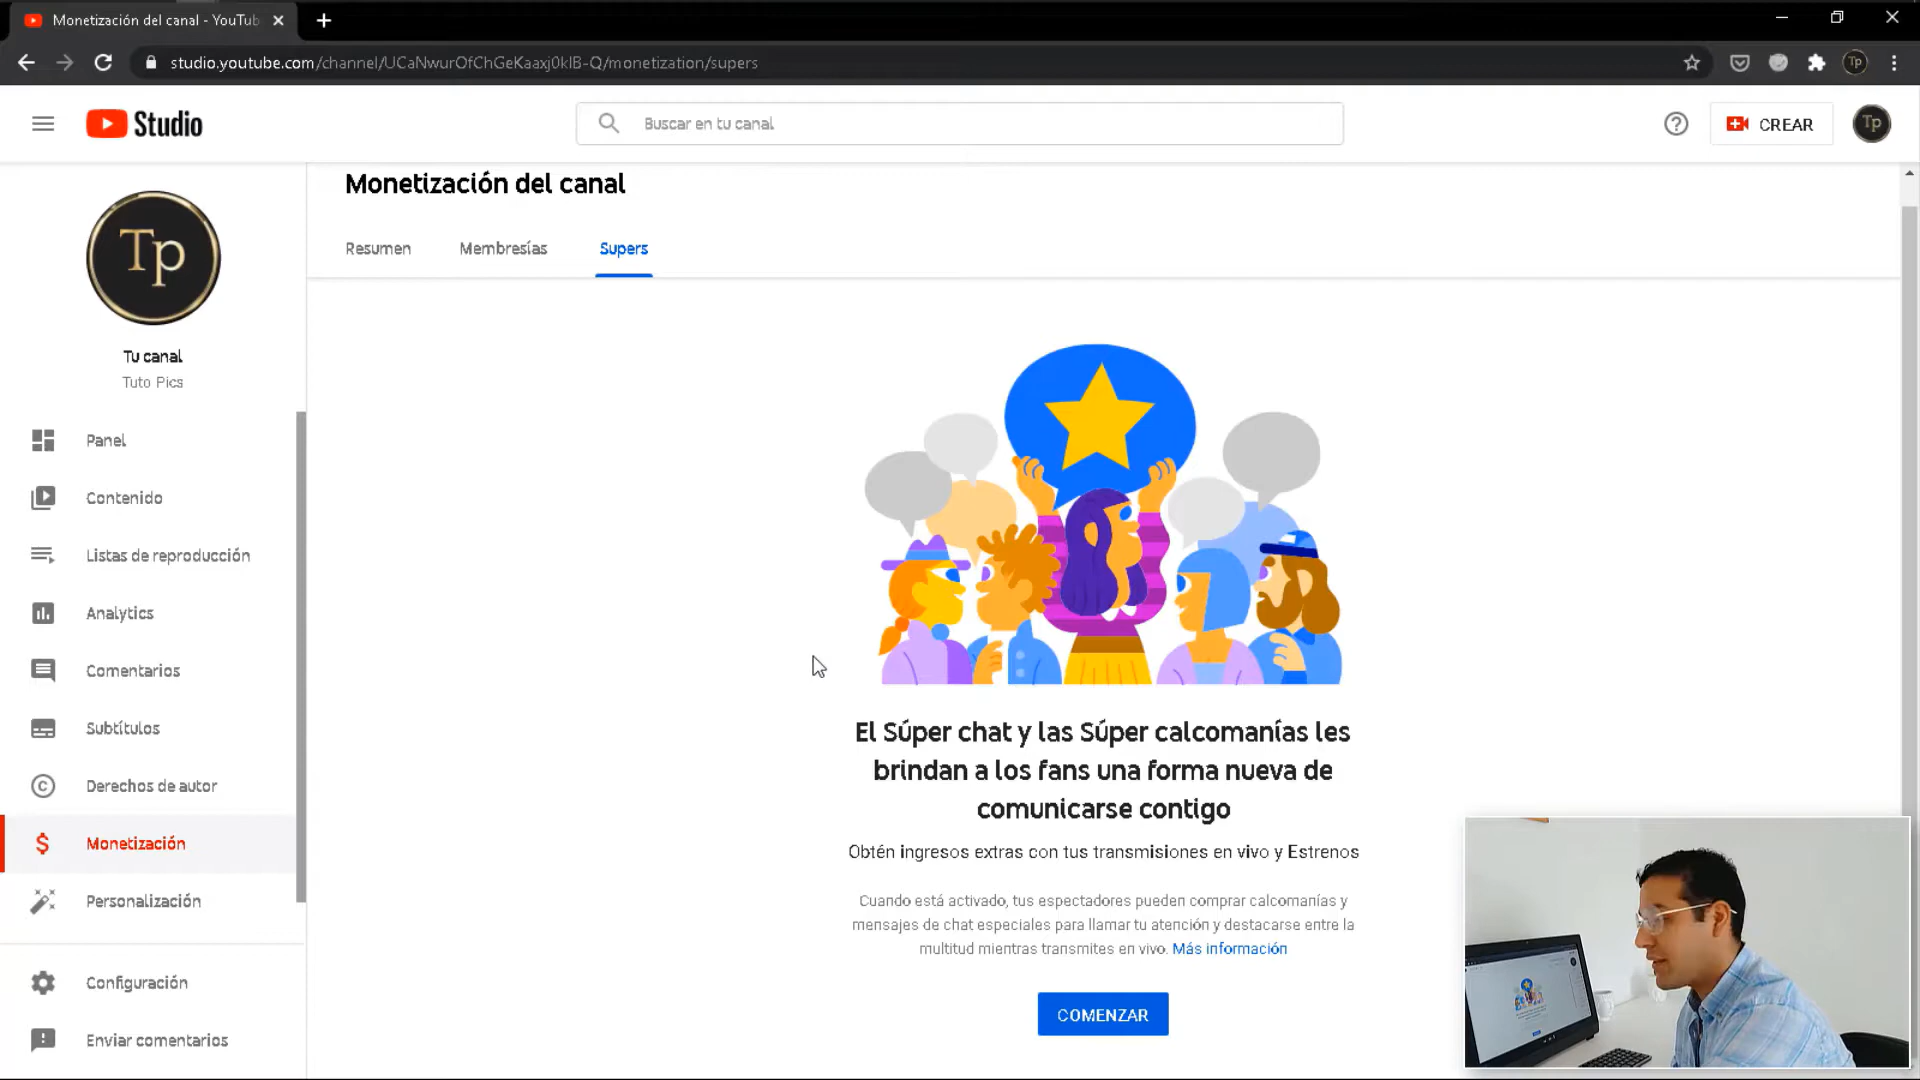 Monetización del canal - YouTub
studio.youtube.com/channel/UCaNwurOfChGeKaaxj0kIB-Q/monetization/supers
Tp
Studio
Buscar en tu canal
CREAR
Tp
Tp
Tu canal
Tuto Pics
Panel
Contenido
Listas de reproducción
Analytics
Comentarios
Subtítulos
Derechos de autor
Monetización
Personalización
Configuración
Enviar comentarios
Monetización del canal
Resumen
Membresías
Supers
El Súper chat y las Súper calcomanías les
brindan a los fans una forma nueva de
comunicarse contigo
Obtén ingresos extras con tus transmisiones en vivo y Estrenos
Cuando está activado, tus espectadores pueden comprar calcomanías y
mensajes de chat especiales para llamar tu atención y destacarse entre la
multitud mientras transmites en vivo. Más información
COMENZAR